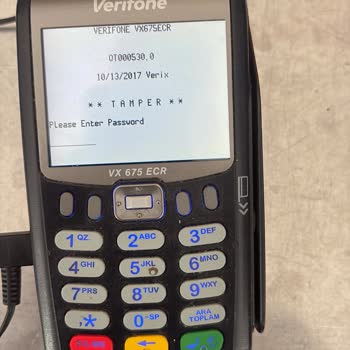 Verifone
VERIFONE VX675ECR
QT000530.0
10/13/2017 Verix
** TAMPER **
Please Enter Password
VX 675 ECR
1 QZ.
2 ABC
3 DEF
4 GHI
5 JKL
6 MNO
7 PRS
8 TUV
9 WXY
,*
0 -SP
ARA
TOPLAM